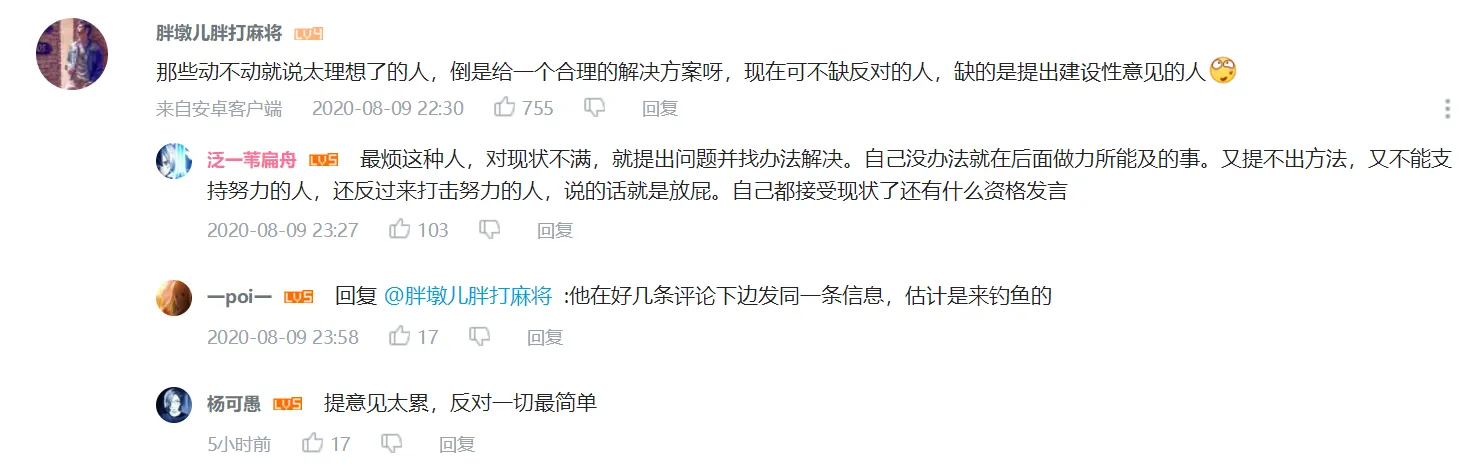 胖墩儿胖打麻将 LV4
那些动不动就说太理想了的人，倒是给一个合理的解决方案呀，现在可不缺反对的人，缺的是提出建设性意见的人
来自安卓客户端 2020-08-09 22:30 755 回复
泛一苇扁舟 LV5 最烦这种人，对现状不满，就提出问题并找办法解决。自己没办法就在后面做力所能及的事。又提不出方法，又不能支
持努力的人，还反过来打击努力的人，说的话就是放屁。自己都接受现状了还有什么资格发言
2020-08-09 23:27 103 回复
一poi一 LV5 回复 @胖墩儿胖打麻将 :他在好几条评论下边发同一条信息，估计是来钓鱼的
2020-08-09 23:58 17 回复
杨可愚 LV5 提意见太累，反对一切最简单
5小时前 17 回复